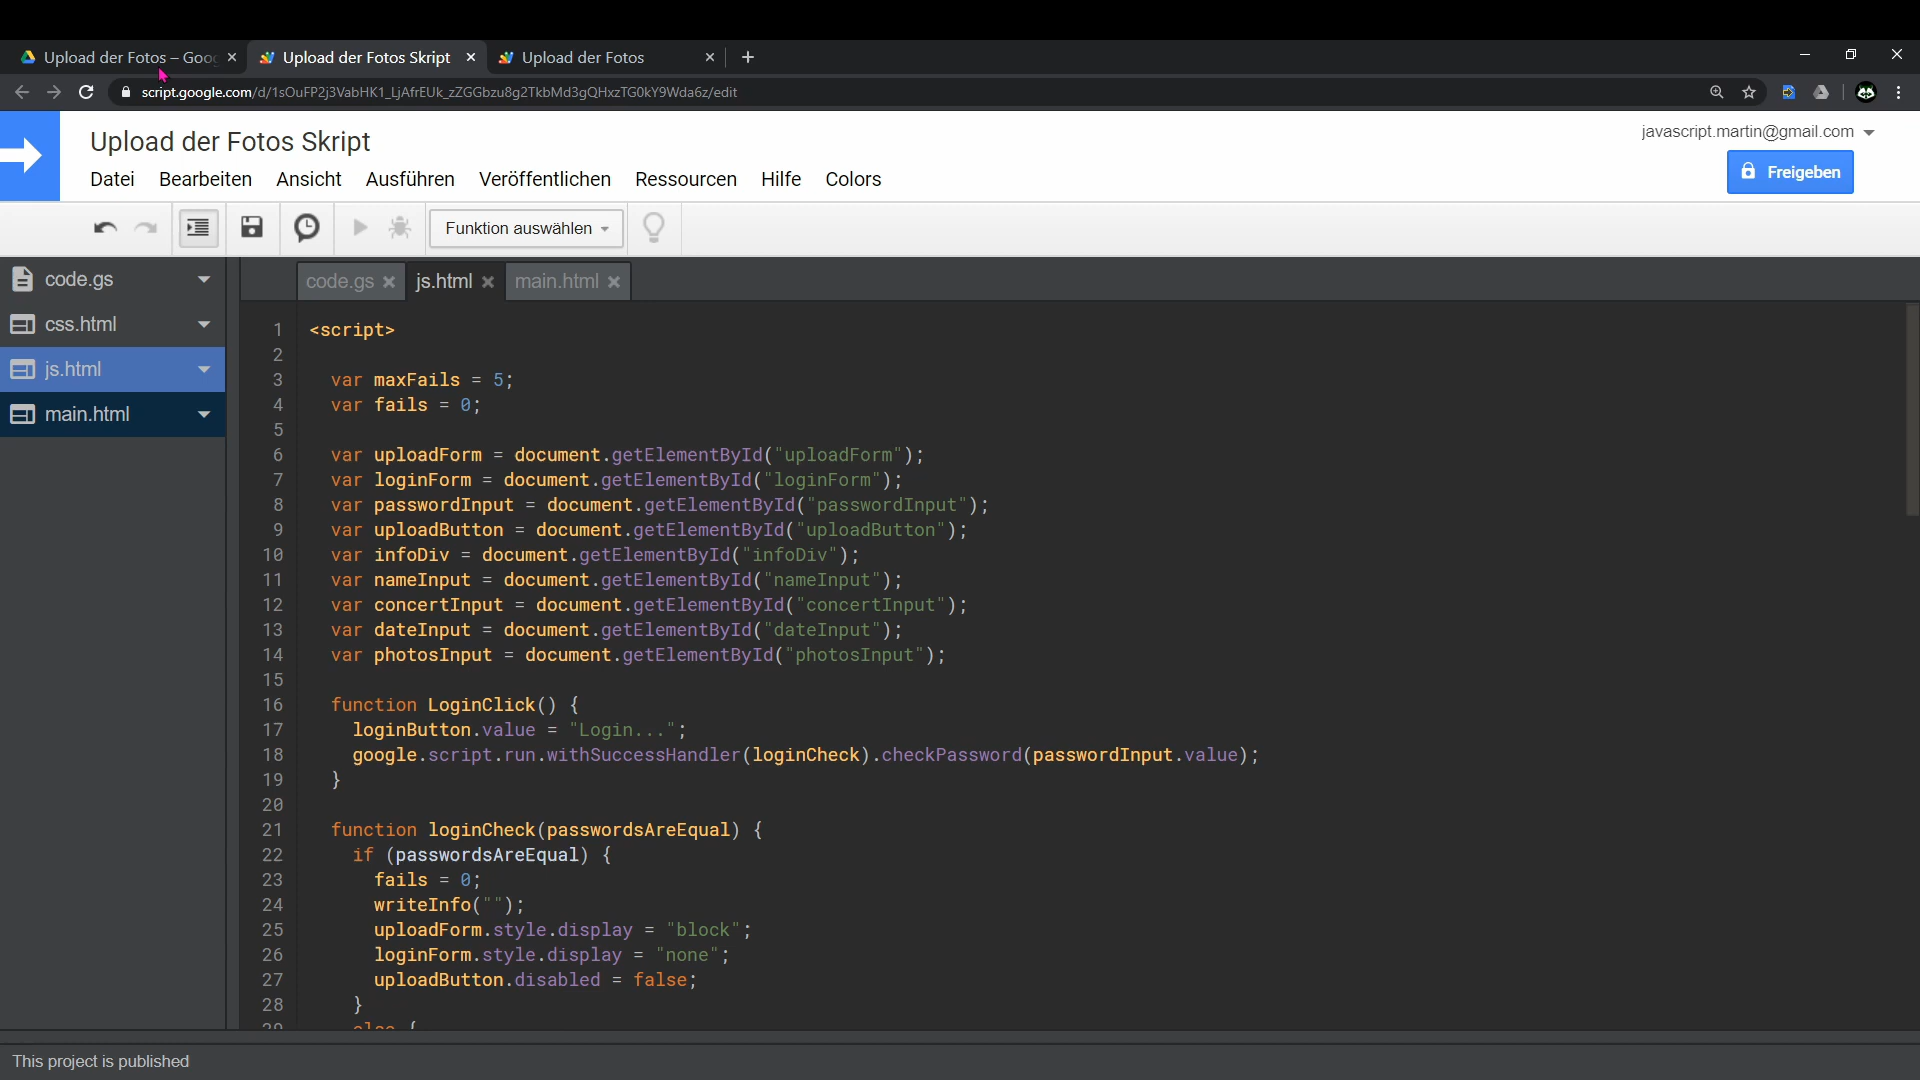 Upload der Fotos – Goog
Upload der Fotos Skript
Upload der Fotos
script.google.com/d/1sOuFP2j3VabHK1_LjAfrEUk_zZGGbzu8g2TkbMd3gQHxzTG0kY9Wda6z/edit
Upload der Fotos Skript
javascript.martin@gmail.com
Datei Bearbeiten Ansicht Ausführen Veröffentlichen Ressourcen Hilfe Colors
Freigeben
Funktion auswählen
code.gs
css.html
js.html
main.html
code.gs js.html main.html
1 <script>
2
3 var maxFails = 5;
4 var fails = 0;
5
6 var uploadForm = document.getElementById("uploadForm");
7 var loginForm = document.getElementById("loginForm");
8 var passwordInput = document.getElementById("passwordInput");
9 var uploadButton = document.getElementById("uploadButton");
10 var infoDiv = document.getElementById("infoDiv");
11 var nameInput = document.getElementById("nameInput");
12 var concertInput = document.getElementById("concertInput");
13 var dateInput = document.getElementById("dateInput");
14 var photosInput = document.getElementById("photosInput");
15
16 function LoginClick() {
17 loginButton.value = "Login...";
18 google.script.run.withSuccessHandler(loginCheck).checkPassword(passwordInput.value);
19 }
20
21 function loginCheck(passwordsAreEqual) {
22 if (passwordsAreEqual) {
23 fails = 0;
24 writeInfo("");
25 uploadForm.style.display = "block";
26 loginForm.style.display = "none";
27 uploadButton.disabled = false;
28 }
29 else {
This project is published